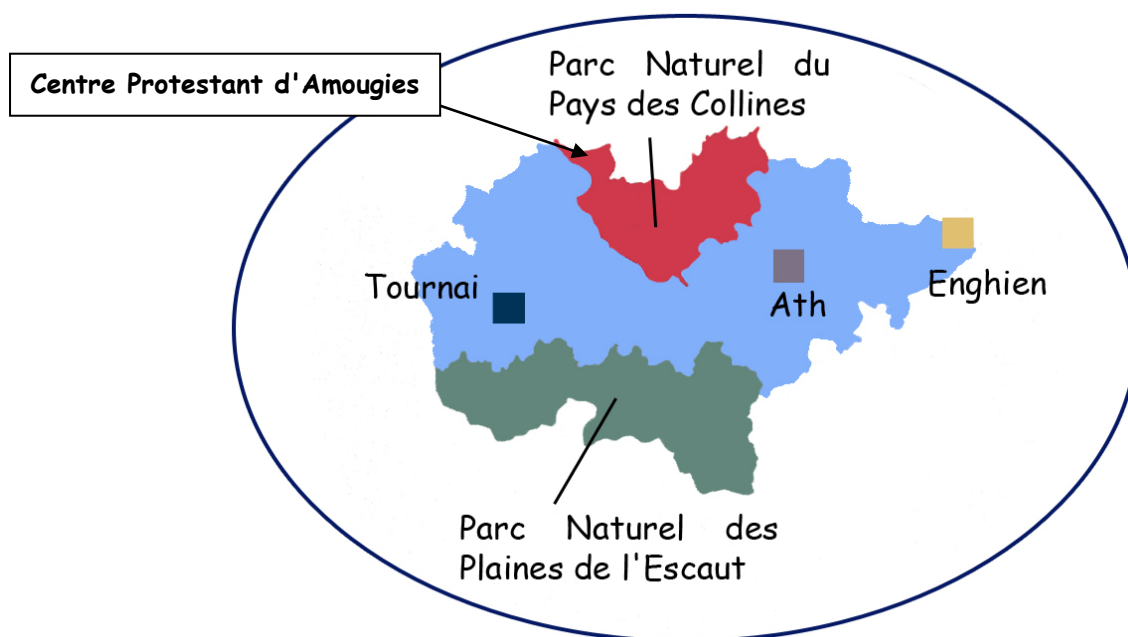 Centre Protestant d'Amougies
Parc Naturel du
Pays des Collines
Tournai
Ath
Enghien
Parc Naturel des
Plaines de l'Escaut